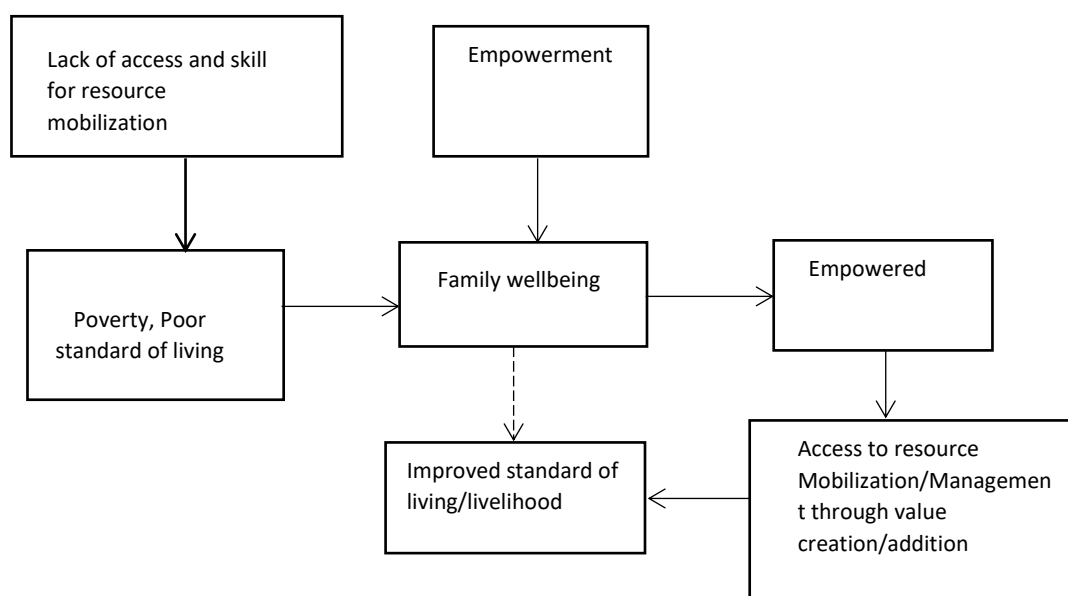 Lack of access and skill
for resource
mobilization
Empowerment
Poverty, Poor
standard of living
Family wellbeing
Empowered
Improved standard of
living/livelihood
Access to resource
Mobilization/Managemen
t through value
creation/addition